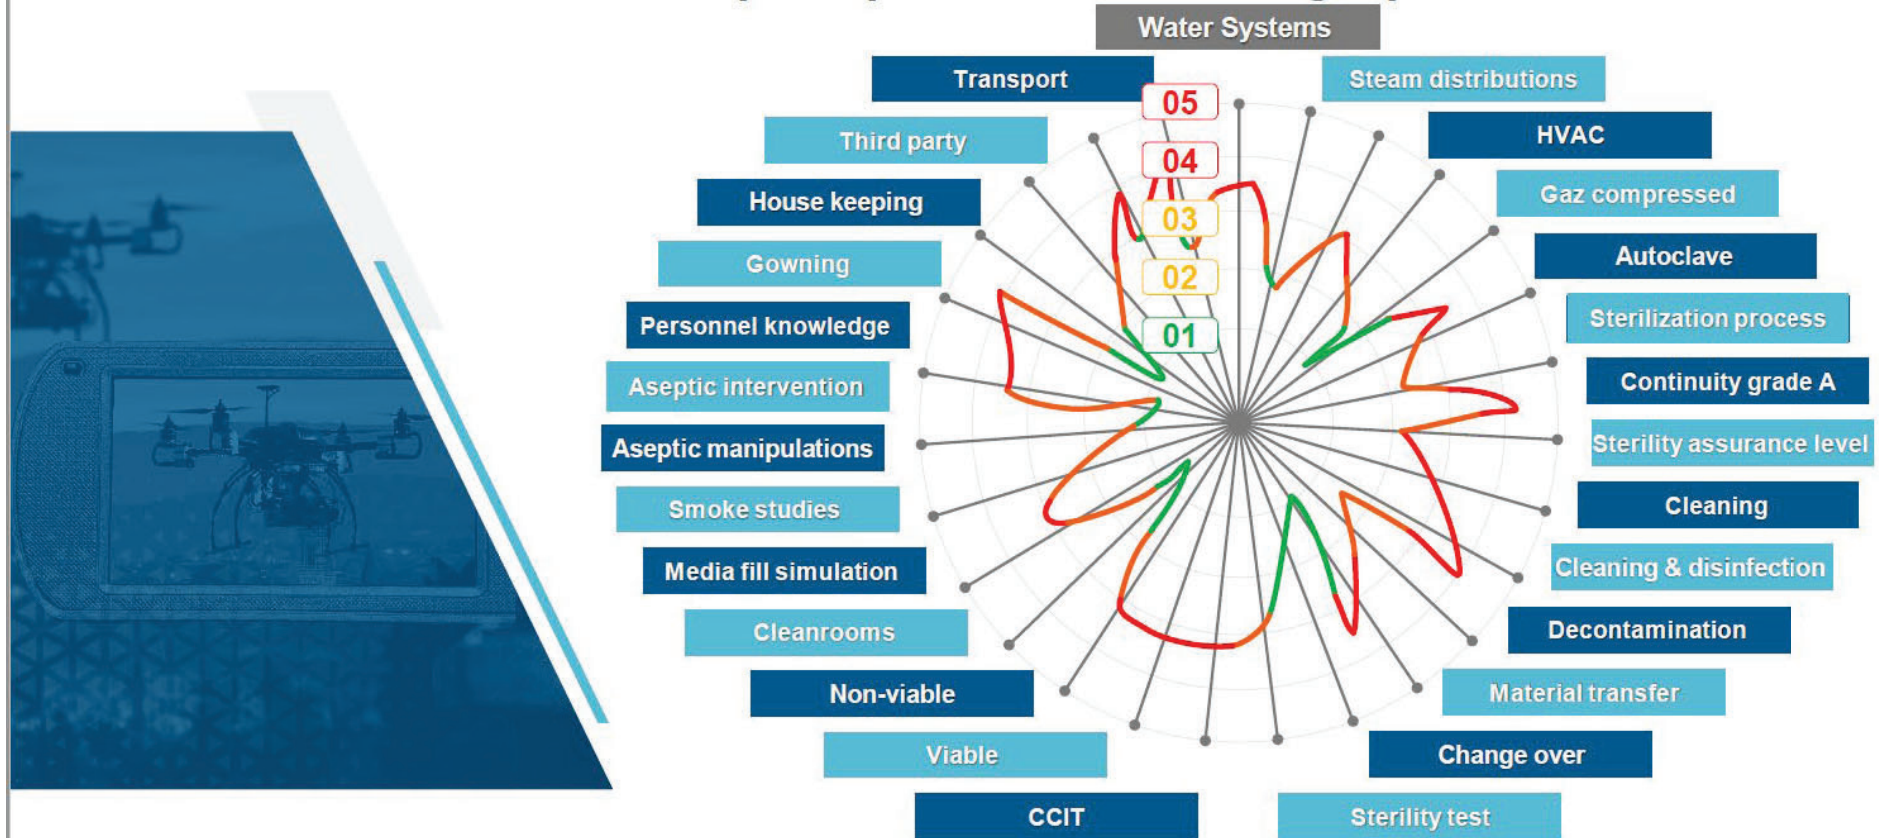 Water Systems
Transport
Steam distributions
05
HVAC
Third party
04
Gaz compressed
House keeping
03
Autoclave
Gowning
02
Sterilization process
Personnel knowledge
01
Continuity grade A
Aseptic intervention
Sterility assurance level
Aseptic manipulations
Cleaning
Smoke studies
Cleaning & disinfection
Media fill simulation
Decontamination
Cleanrooms
Material transfer
Non-viable
Change over
Viable
CCIT
Sterility test